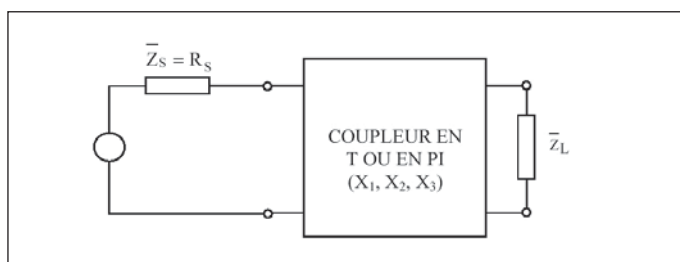 Z̅s = RS
COUPLEUR EN
T OU EN PI
(X1, X2, X3)
z̅L